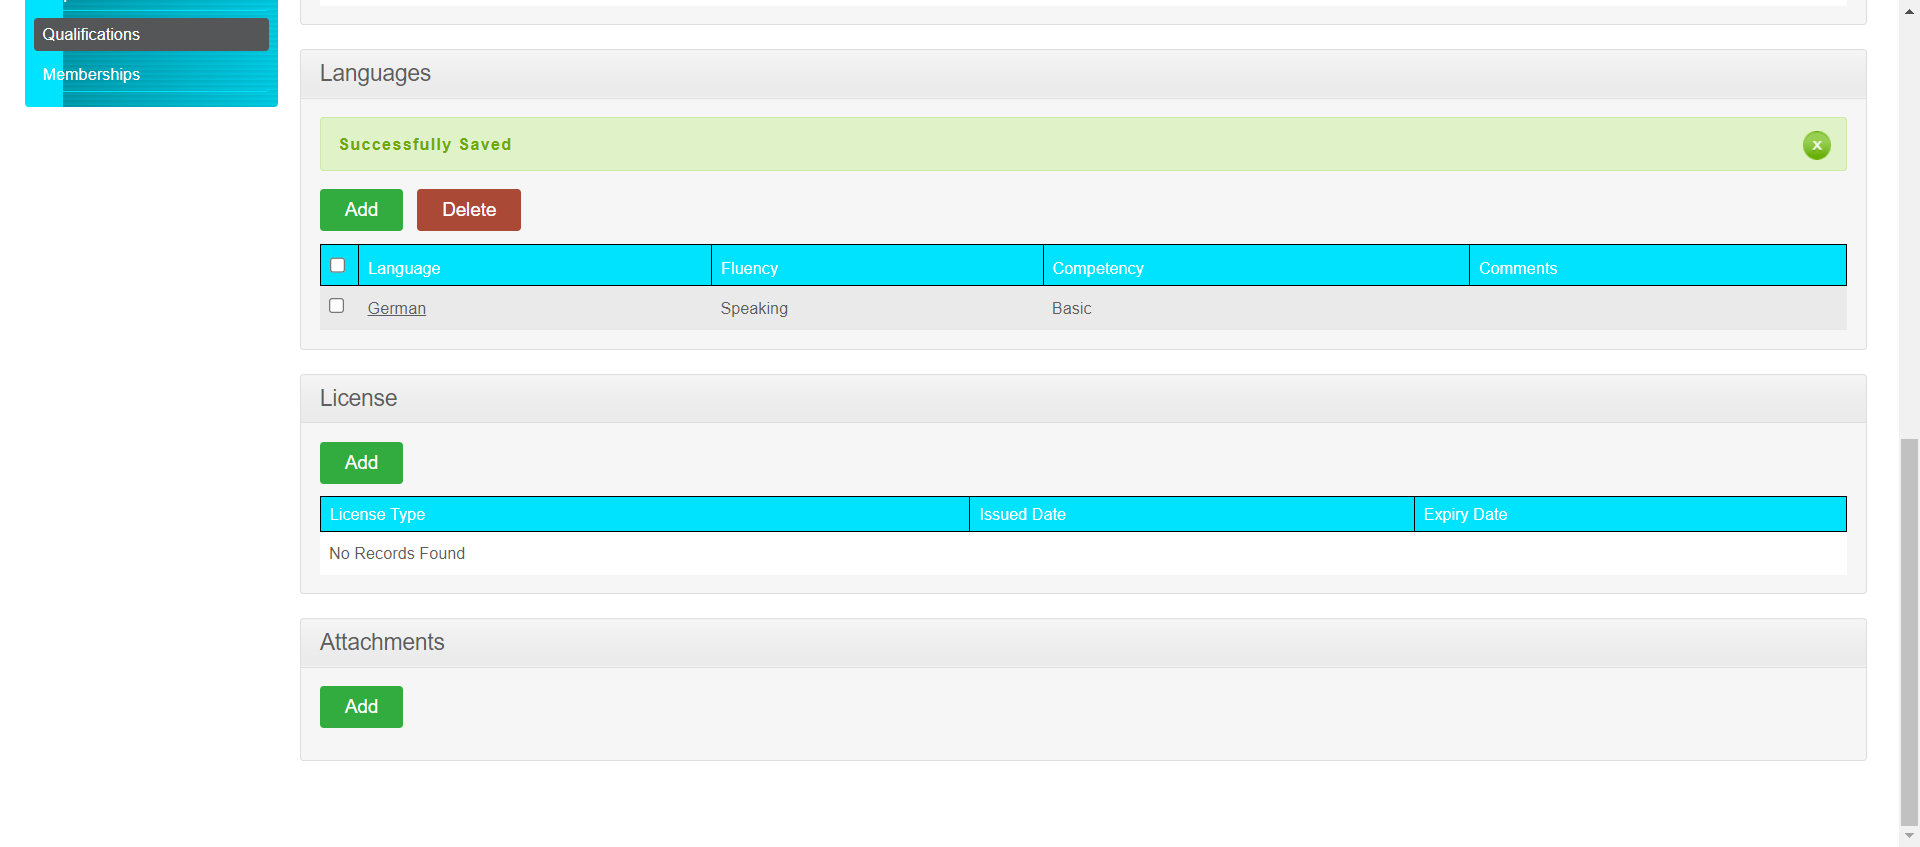 Qualifications
Memberships
Languages
Successfully Saved
x
Add Delete
Language Fluency Competency Comments
German Speaking Basic
License
Add
License Type Issued Date Expiry Date
No Records Found
Attachments
Add